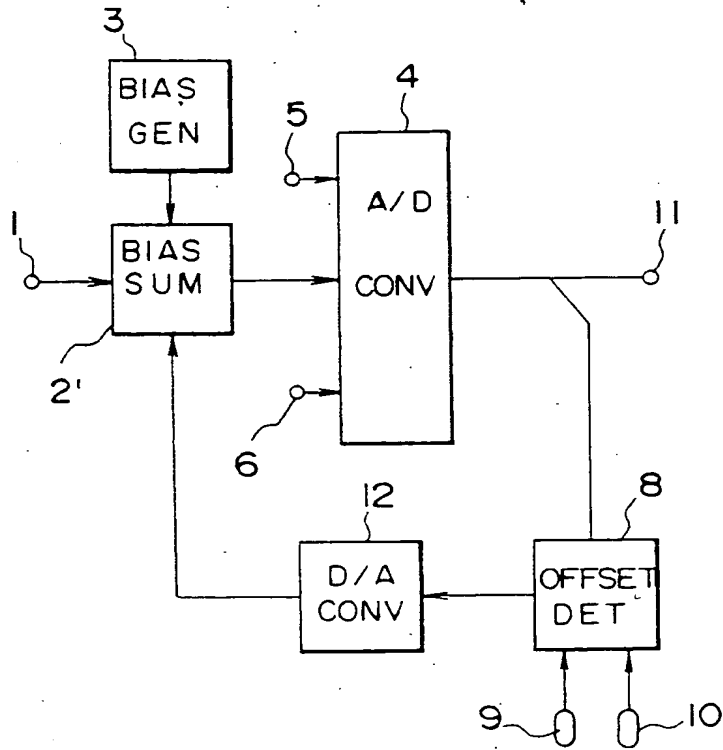 3
BIAS
GEN
5
4
A/D
CONV
11
1
BIAS
SUM
2'
6
12
D/A
CONV
8
OFFSET
DET
9
10